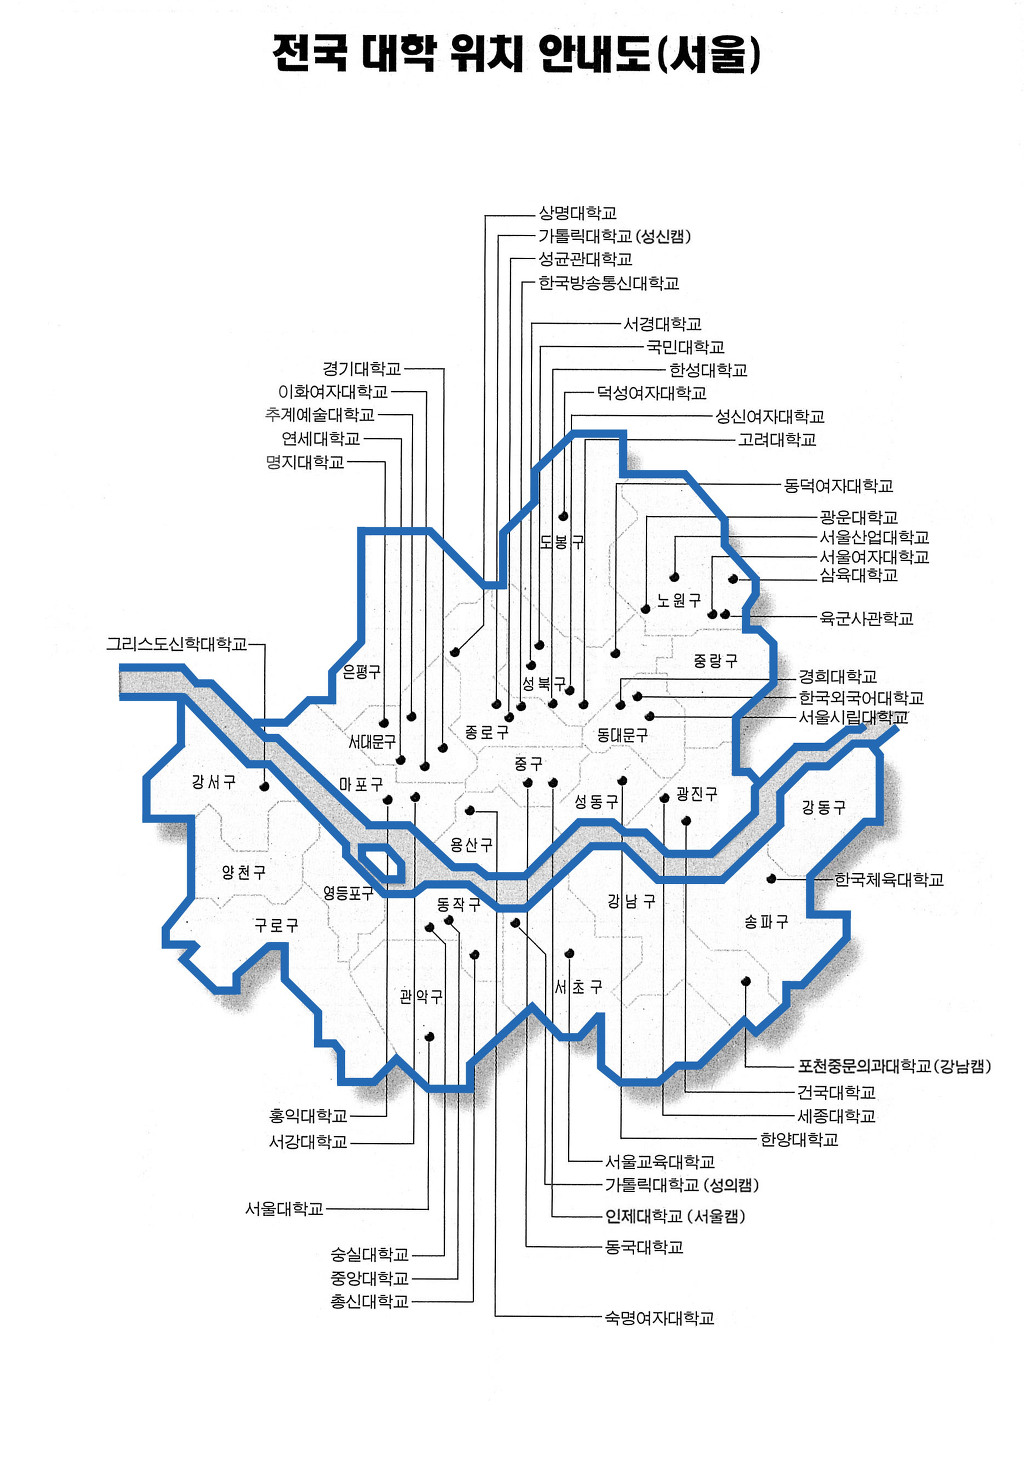 전국 대학 위치 안내도(서울)
상명대학교
가톨릭대학교 (성신캠)
성균관대학교
한국방송통신대학교
서경대학교
국민대학교
한성대학교
덕성여자대학교
성신여자대학교
고려대학교
경기대학교
이화여자대학교
추계예술대학교
연세대학교
명지대학교
동덕여자대학교
광운대학교
서울산업대학교
서울여자대학교
삼육대학교
육군사관학교
그리스도신학대학교
경희대학교
한국외국어대학교
서울시립대학교
도봉구
노원구
중랑구
은평구
성북구
종로구
서대문구
동대문구
중구
강서구
마포구
성동구
광진구
강동구
용산구
양천구
영등포구
동작구
강남구
한국체육대학교
구로구
송파구
관악구
서초구
포천중문의과대학교(강남캠)
건국대학교
세종대학교
한양대학교
홍익대학교
서강대학교
서울교육대학교
가톨릭대학교 (성의캠)
서울대학교
인제대학교 (서울캠)
동국대학교
숭실대학교
중앙대학교
총신대학교
숙명여자대학교